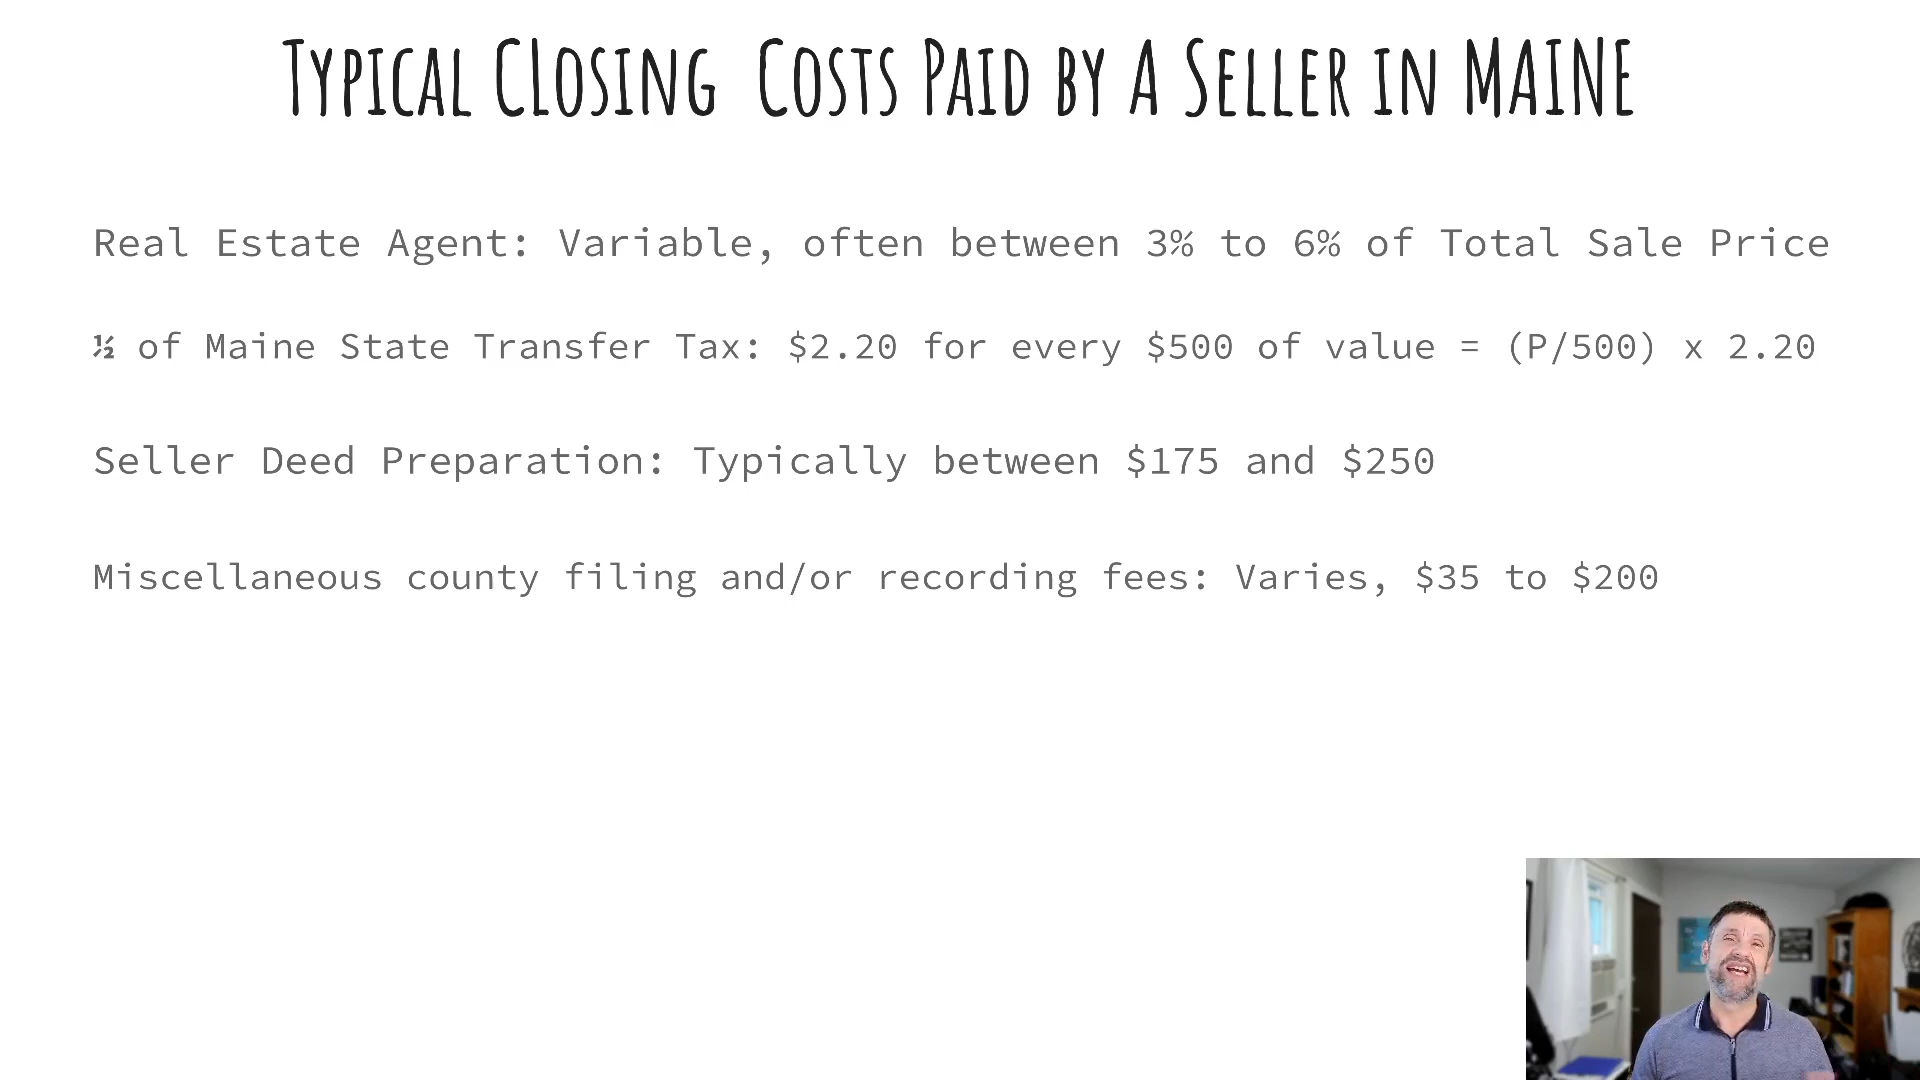 Typical Closing Costs Paid by A Seller in MAINE
Real Estate Agent: Variable, often between 3% to 6% of Total Sale Price
½ of Maine State Transfer Tax: $2.20 for every $500 of value = (P/500) x 2.20
Seller Deed Preparation: Typically between $175 and $250
Miscellaneous county filing and/or recording fees: Varies, $35 to $200